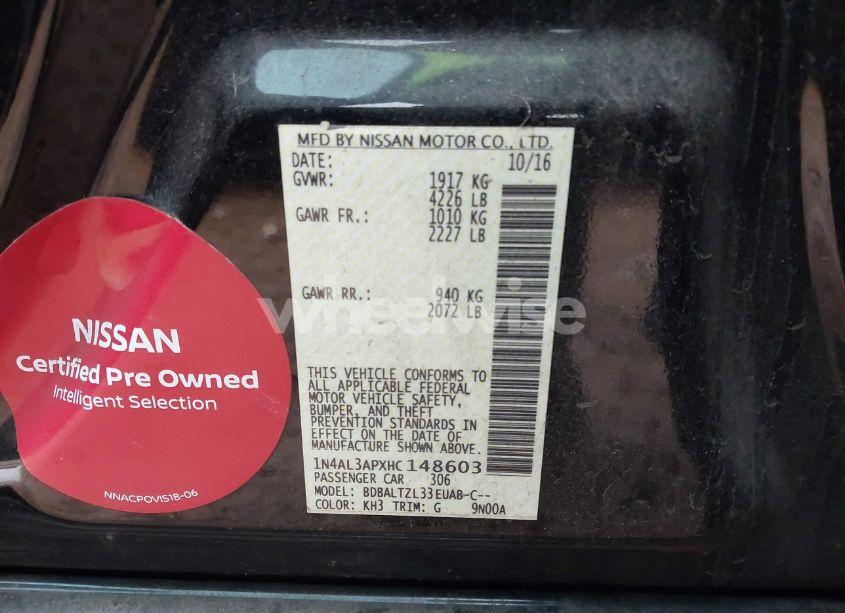 MFD BY NISSAN MOTOR CO., LTD.
DATE: 10/16
GVWR: 1917 KG
4226 LB
GAWR FR.: 1010 KG
2227 LB
GAWR RR.: 940 KG
2072 LB
wheelwise
THIS VEHICLE CONFORMS TO
ALL APPLICABLE FEDERAL
MOTOR VEHICLE SAFETY,
BUMPER, AND THEFT
PREVENTION STANDARDS IN
EFFECT ON THE DATE OF
MANUFACTURE SHOWN ABOVE.
1N4AL3APXHC 148603
PASSENGER CAR 306
MODEL: BDBALTZL33EUAB-C--
COLOR: KH3 TRIM: G 9N00A
NISSAN
Certified Pre Owned
Intelligent Selection
NNACPOVIS18-06